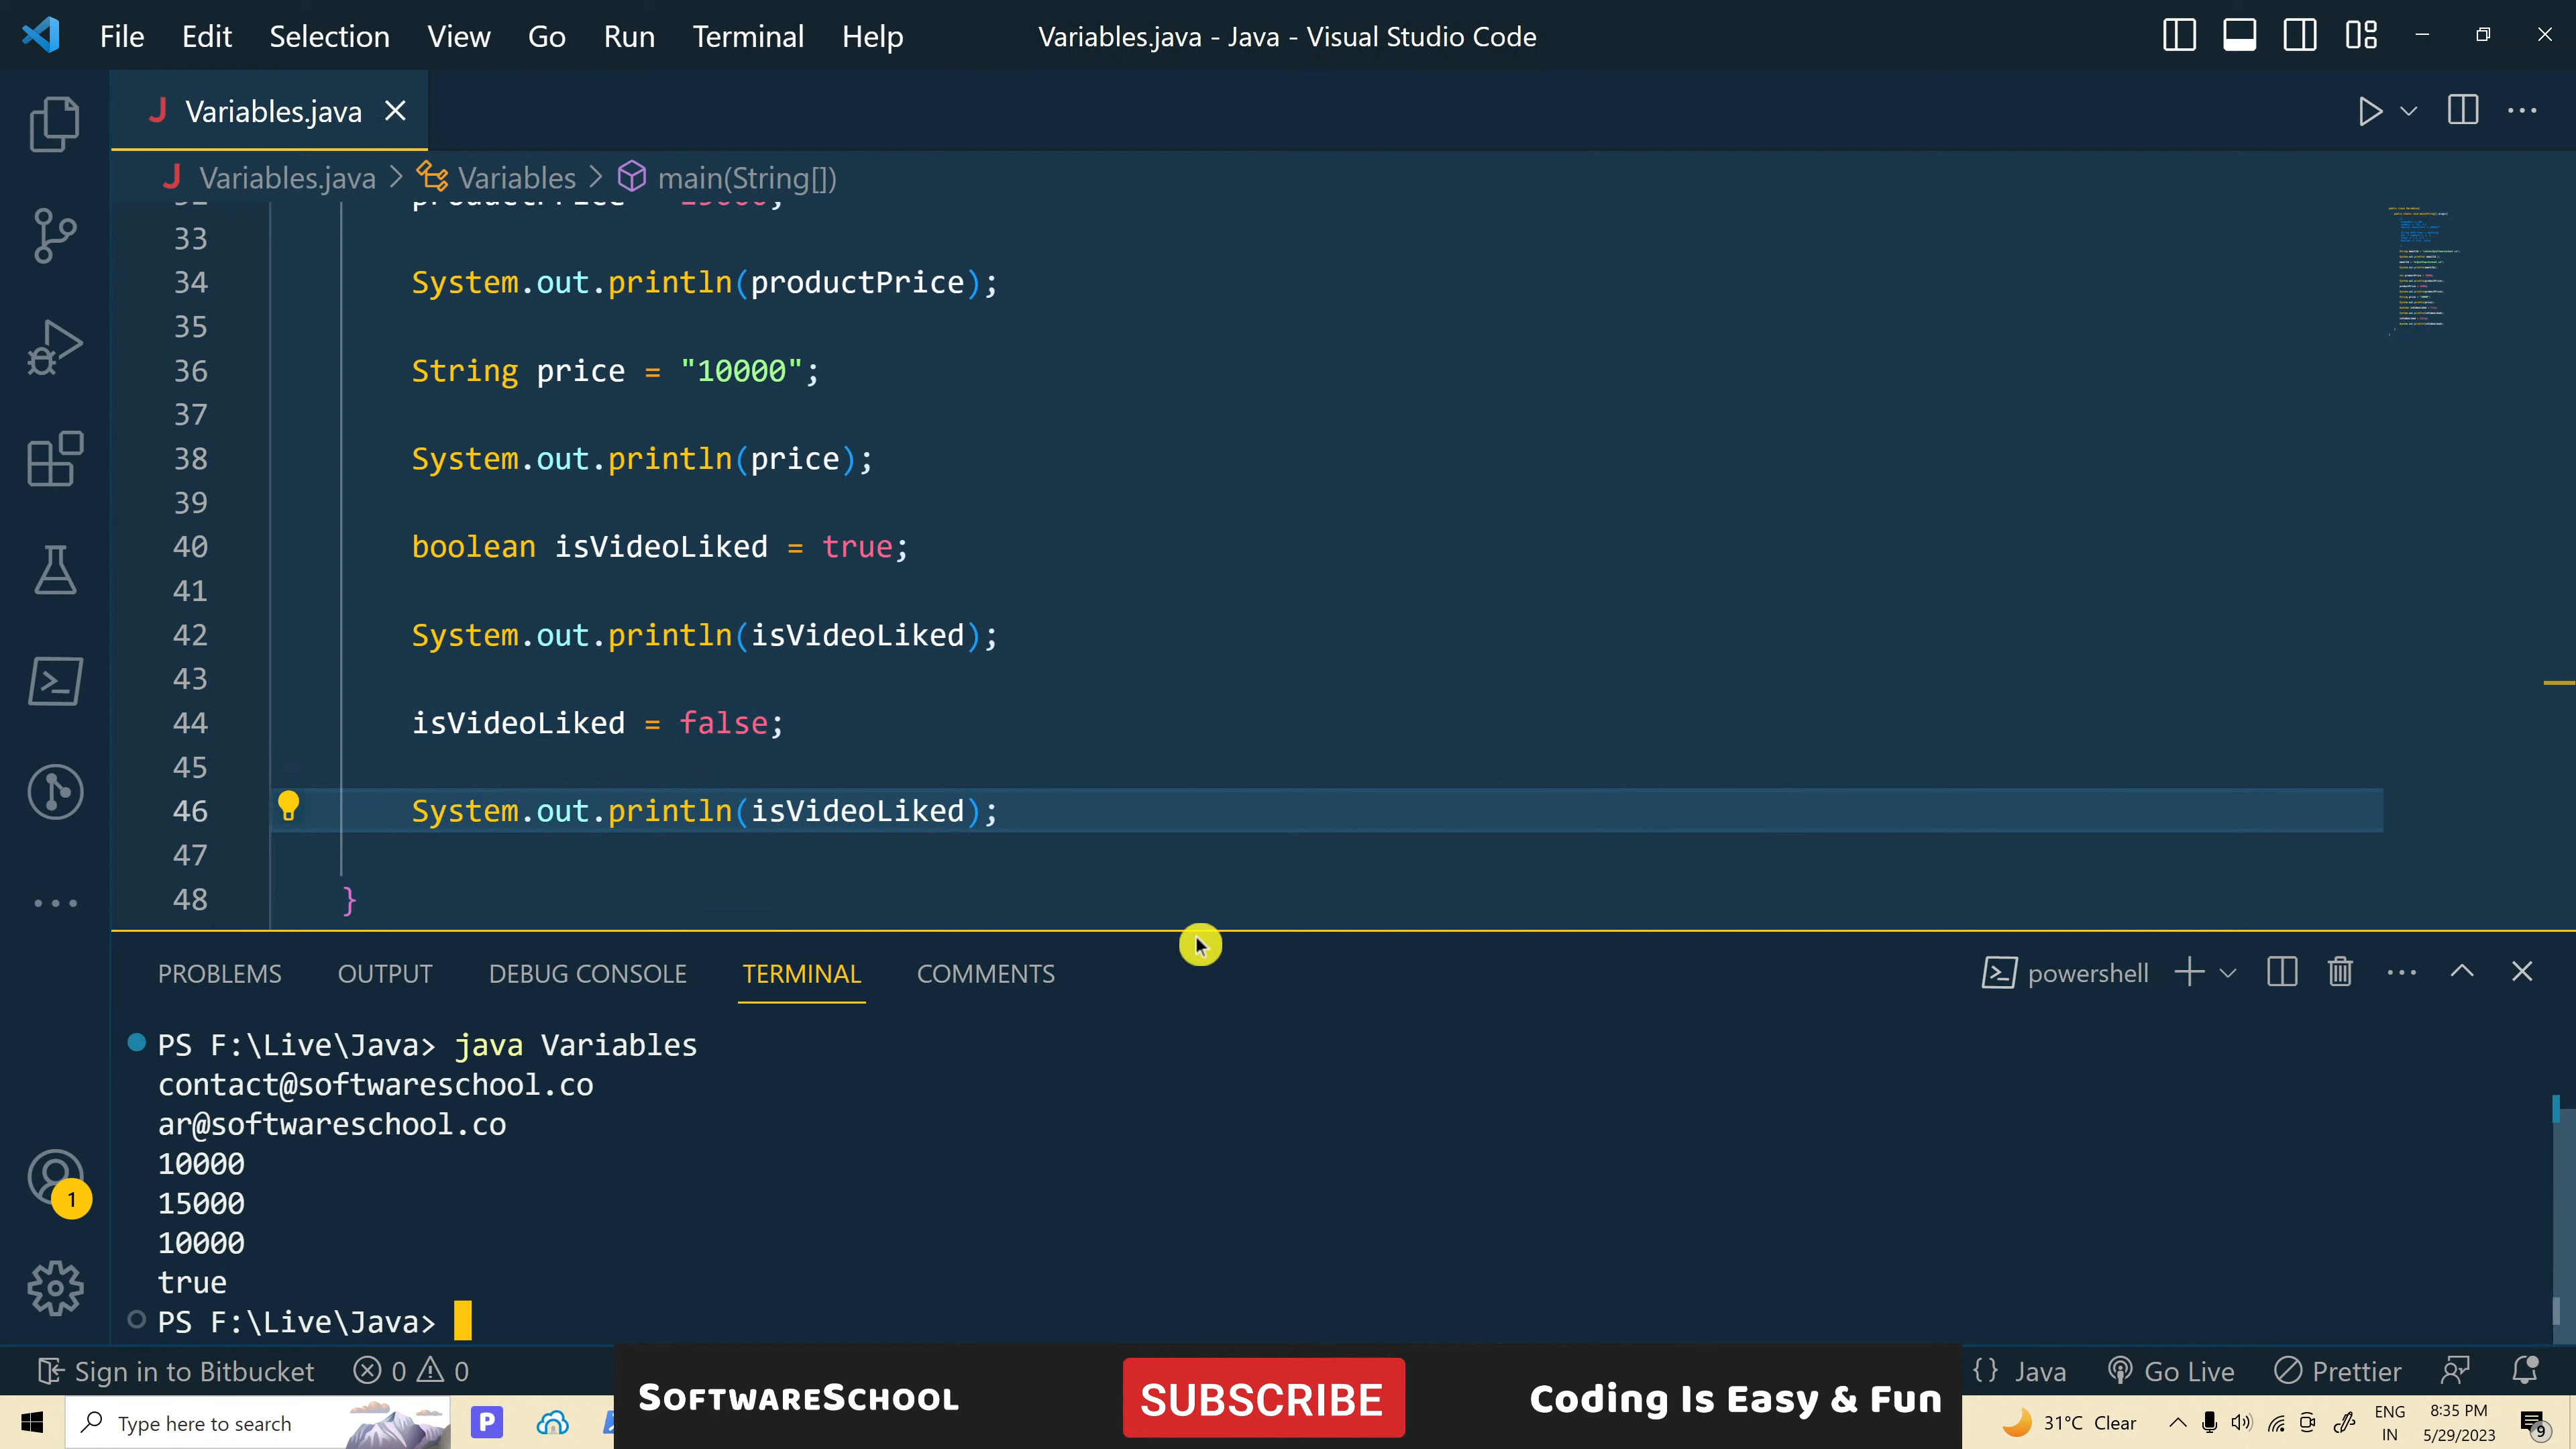 File Edit Selection View Go Run Terminal Help Variables.java - Java - Visual Studio Code
Variables.java
Variables.java > Variables > main(String[])
32 productPrice = 15000;
33
34 System.out.println(productPrice);
35
36 String price = "10000";
37
38 System.out.println(price);
39
40 boolean isVideoLiked = true;
41
42 System.out.println(isVideoLiked);
43
44 isVideoLiked = false;
45
46 System.out.println(isVideoLiked);
47
48 }
PROBLEMS OUTPUT DEBUG CONSOLE TERMINAL COMMENTS powershell
PS F:\Live\Java> java Variables
contact@softwareschool.co
ar@softwareschool.co
10000
15000
10000
true
1
PS F:\Live\Java>
Sign in to Bitbucket 0 0 {} Java Go Live Prettier
SOFTWARESCHOOL SUBSCRIBE Coding Is Easy & Fun
Type here to search P 31°C Clear ENG IN 8:35 PM 5/29/2023 9